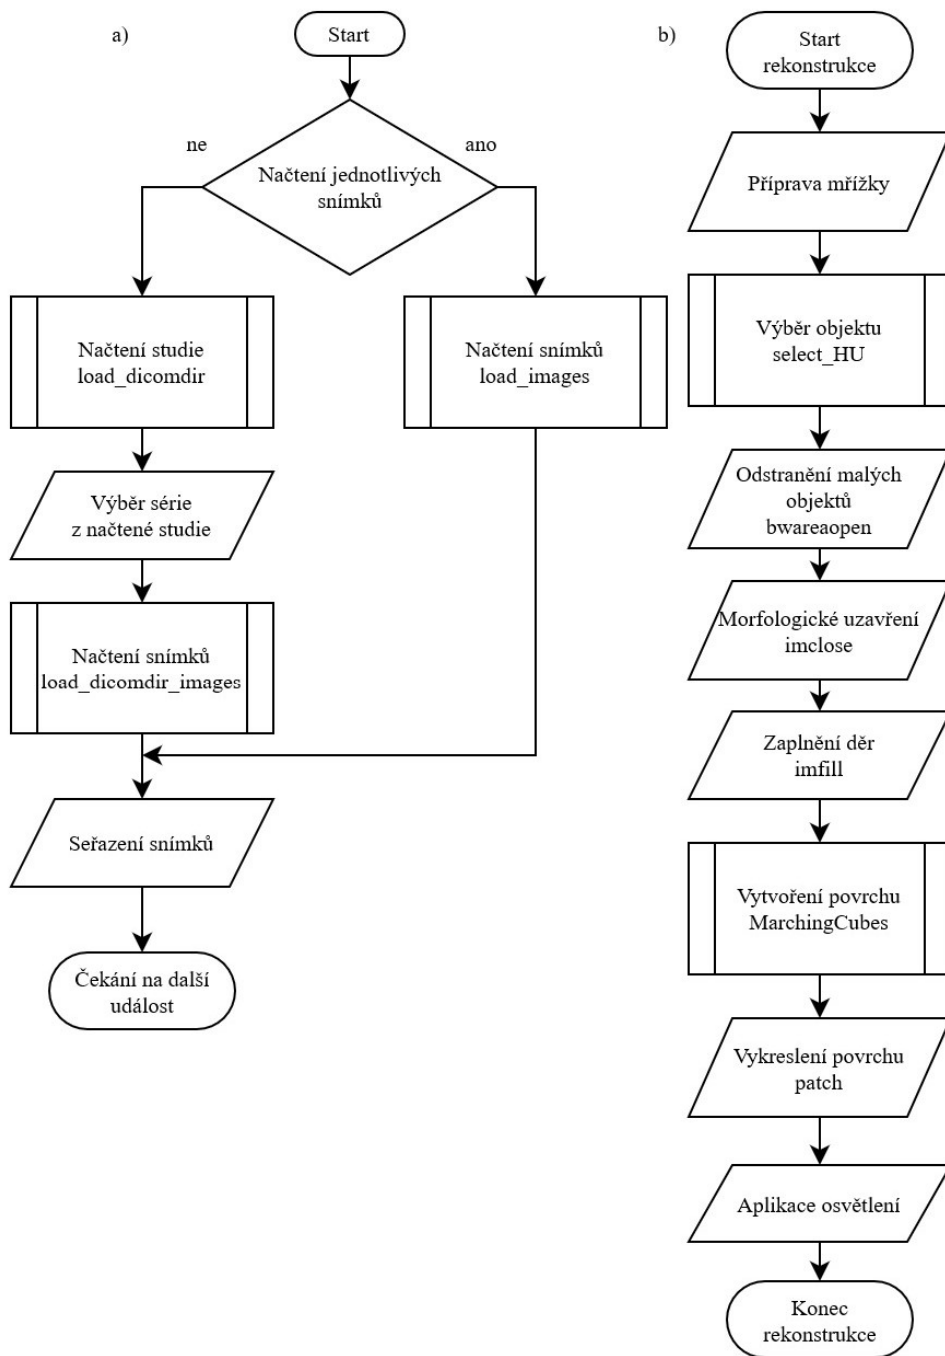 a)
Start
ne
ano
Načtení jednotlivých
snímků
Načtení studie
load_dicomdir
Načtení snímků
load_images
Výběr série
z načtené studie
Načtení snímků
load_dicomdir_images
Seřazení snímků
Čekání na další
událost
b)
Start
rekonstrukce
Příprava mřížky
Výběr objektu
select_HU
Odstranění malých
objektů
bwareaopen
Morfologické uzavření
imclose
Zaplnění děr
imfill
Vytvoření povrchu
MarchingCubes
Vykreslení povrchu
patch
Aplikace osvětlení
Konec
rekonstrukce